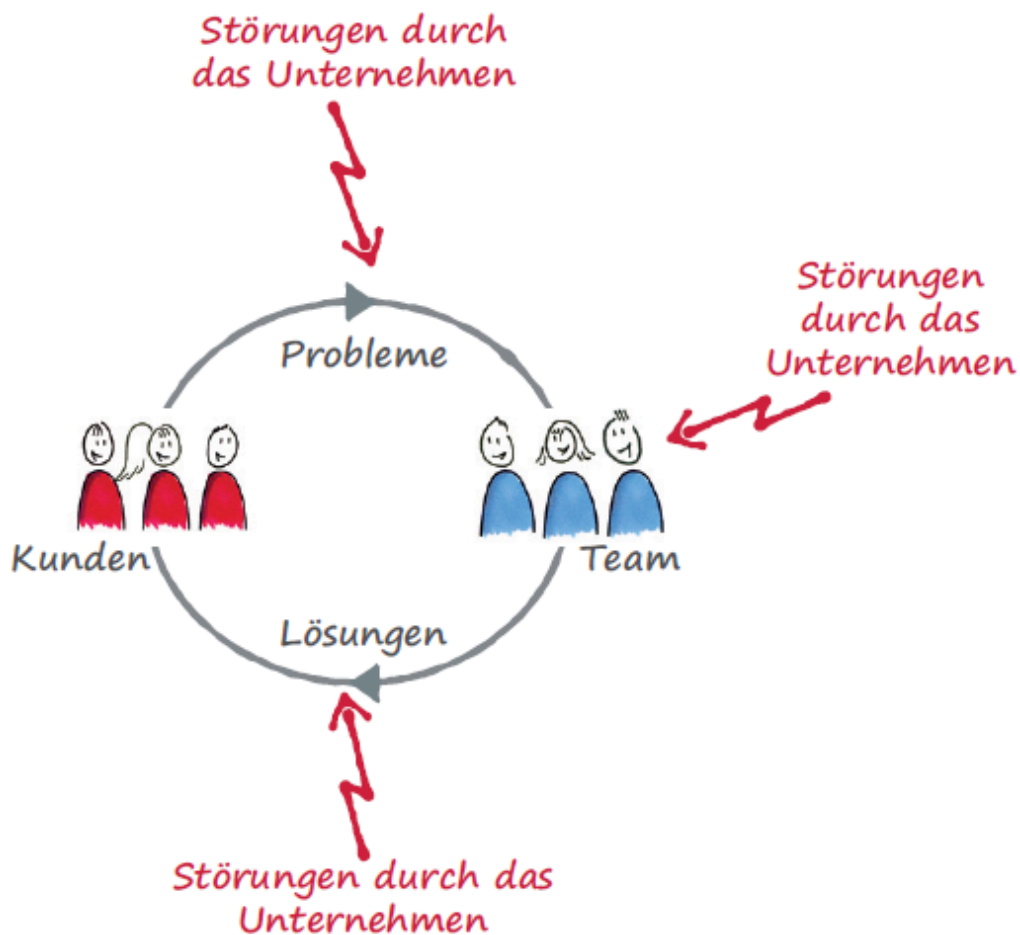 Störungen durch
das Unternehmen
Störungen
durch das
Unternehmen
Probleme
Kunden
Team
Lösungen
Störungen durch das
Unternehmen